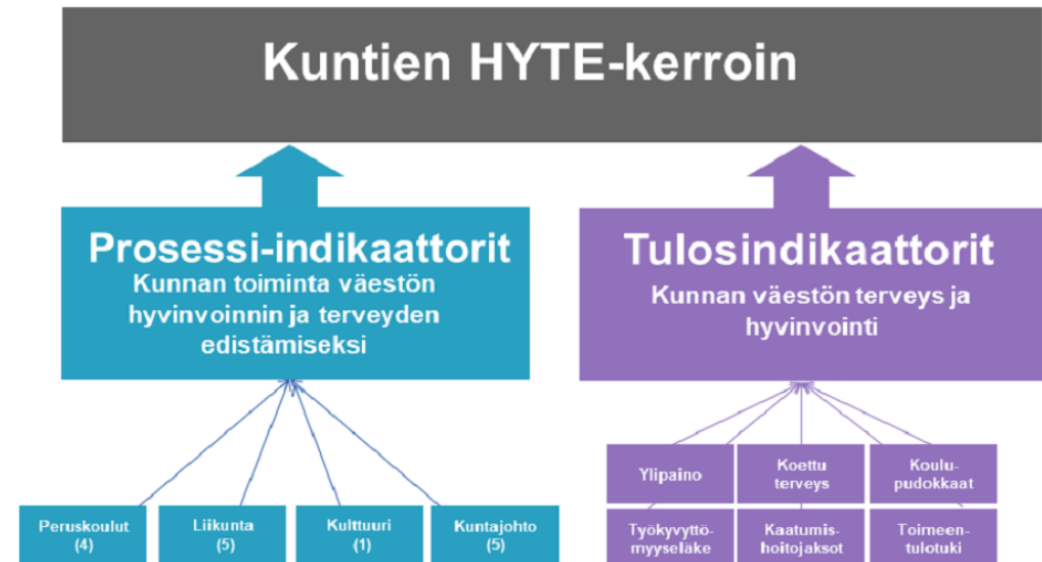 Kuntien HYTE-kerroin
Prosessi-indikaattorit
Kunnan toiminta väestön
hyvinvoinnin ja terveyden
edistämiseksi
Tulosindikaattorit
Kunnan väestön terveys ja
hyvinvointi
Peruskoulut
(4)
Liikunta
(5)
Kulttuuri
(1)
Kuntajohto
(5)
Ylipaino
Koettu
terveys
Koulu-
pudokkaat
Työkyvyttö-
myyseläke
Kaatumis-
hoitojaksot
Toimeen-
tulotuki